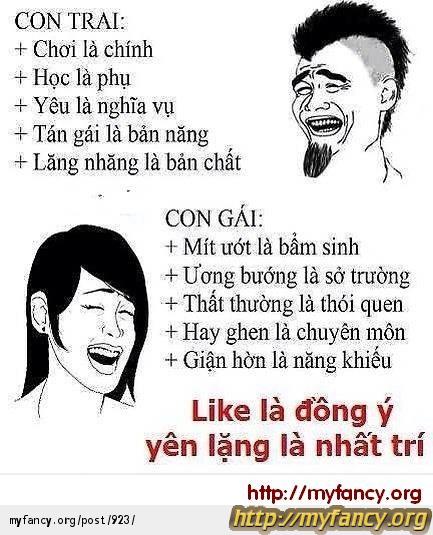 CON TRAI:
+ Chơi là chính
+ Học là phụ
+ Yêu là nghĩa vụ
+ Tán gái là bản năng
+ Lăng nhăng là bản chất
CON GÁI:
+ Mít ướt là bẩm sinh
+ Ương bướng là sở trường
+ Thất thường là thói quen
+ Hay ghen là chuyên môn
+ Giận hờn là năng khiếu
Like là đồng ý
yên lặng là nhất trí
http://myfancy.org
myfancy.org/post/923/
http://myfancy.org